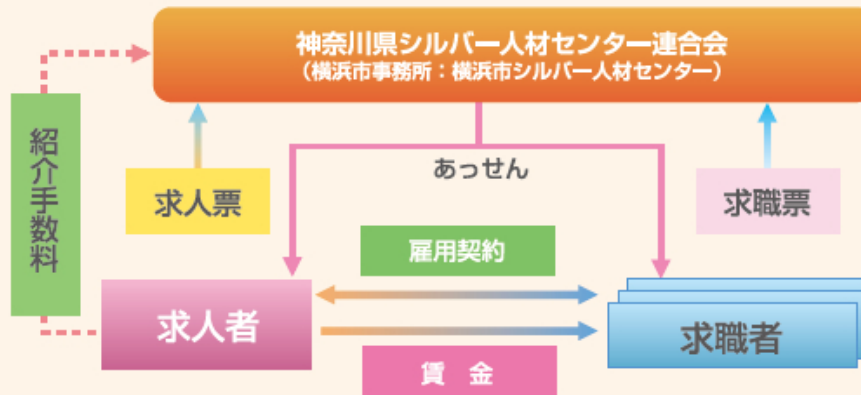 神奈川県シルバー人材センター連合会
（横浜市事務所：横浜市シルバー人材センター）
紹介手数料
あっせん
求人票
求職票
雇用契約
求人者
求職者
賃　金